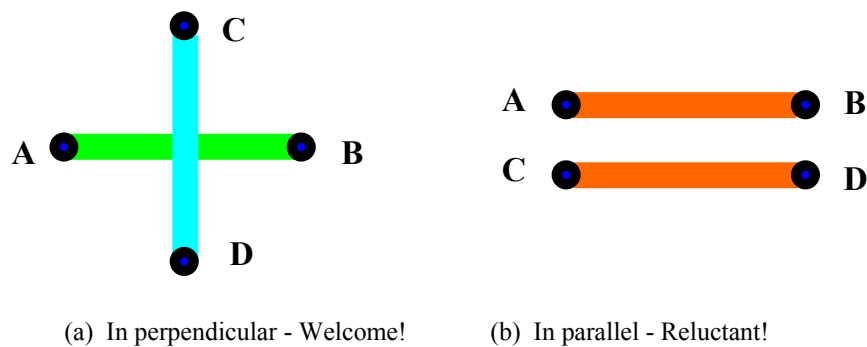 C
A
B
D
A
B
C
D
(a) In perpendicular - Welcome!
(b) In parallel - Reluctant!